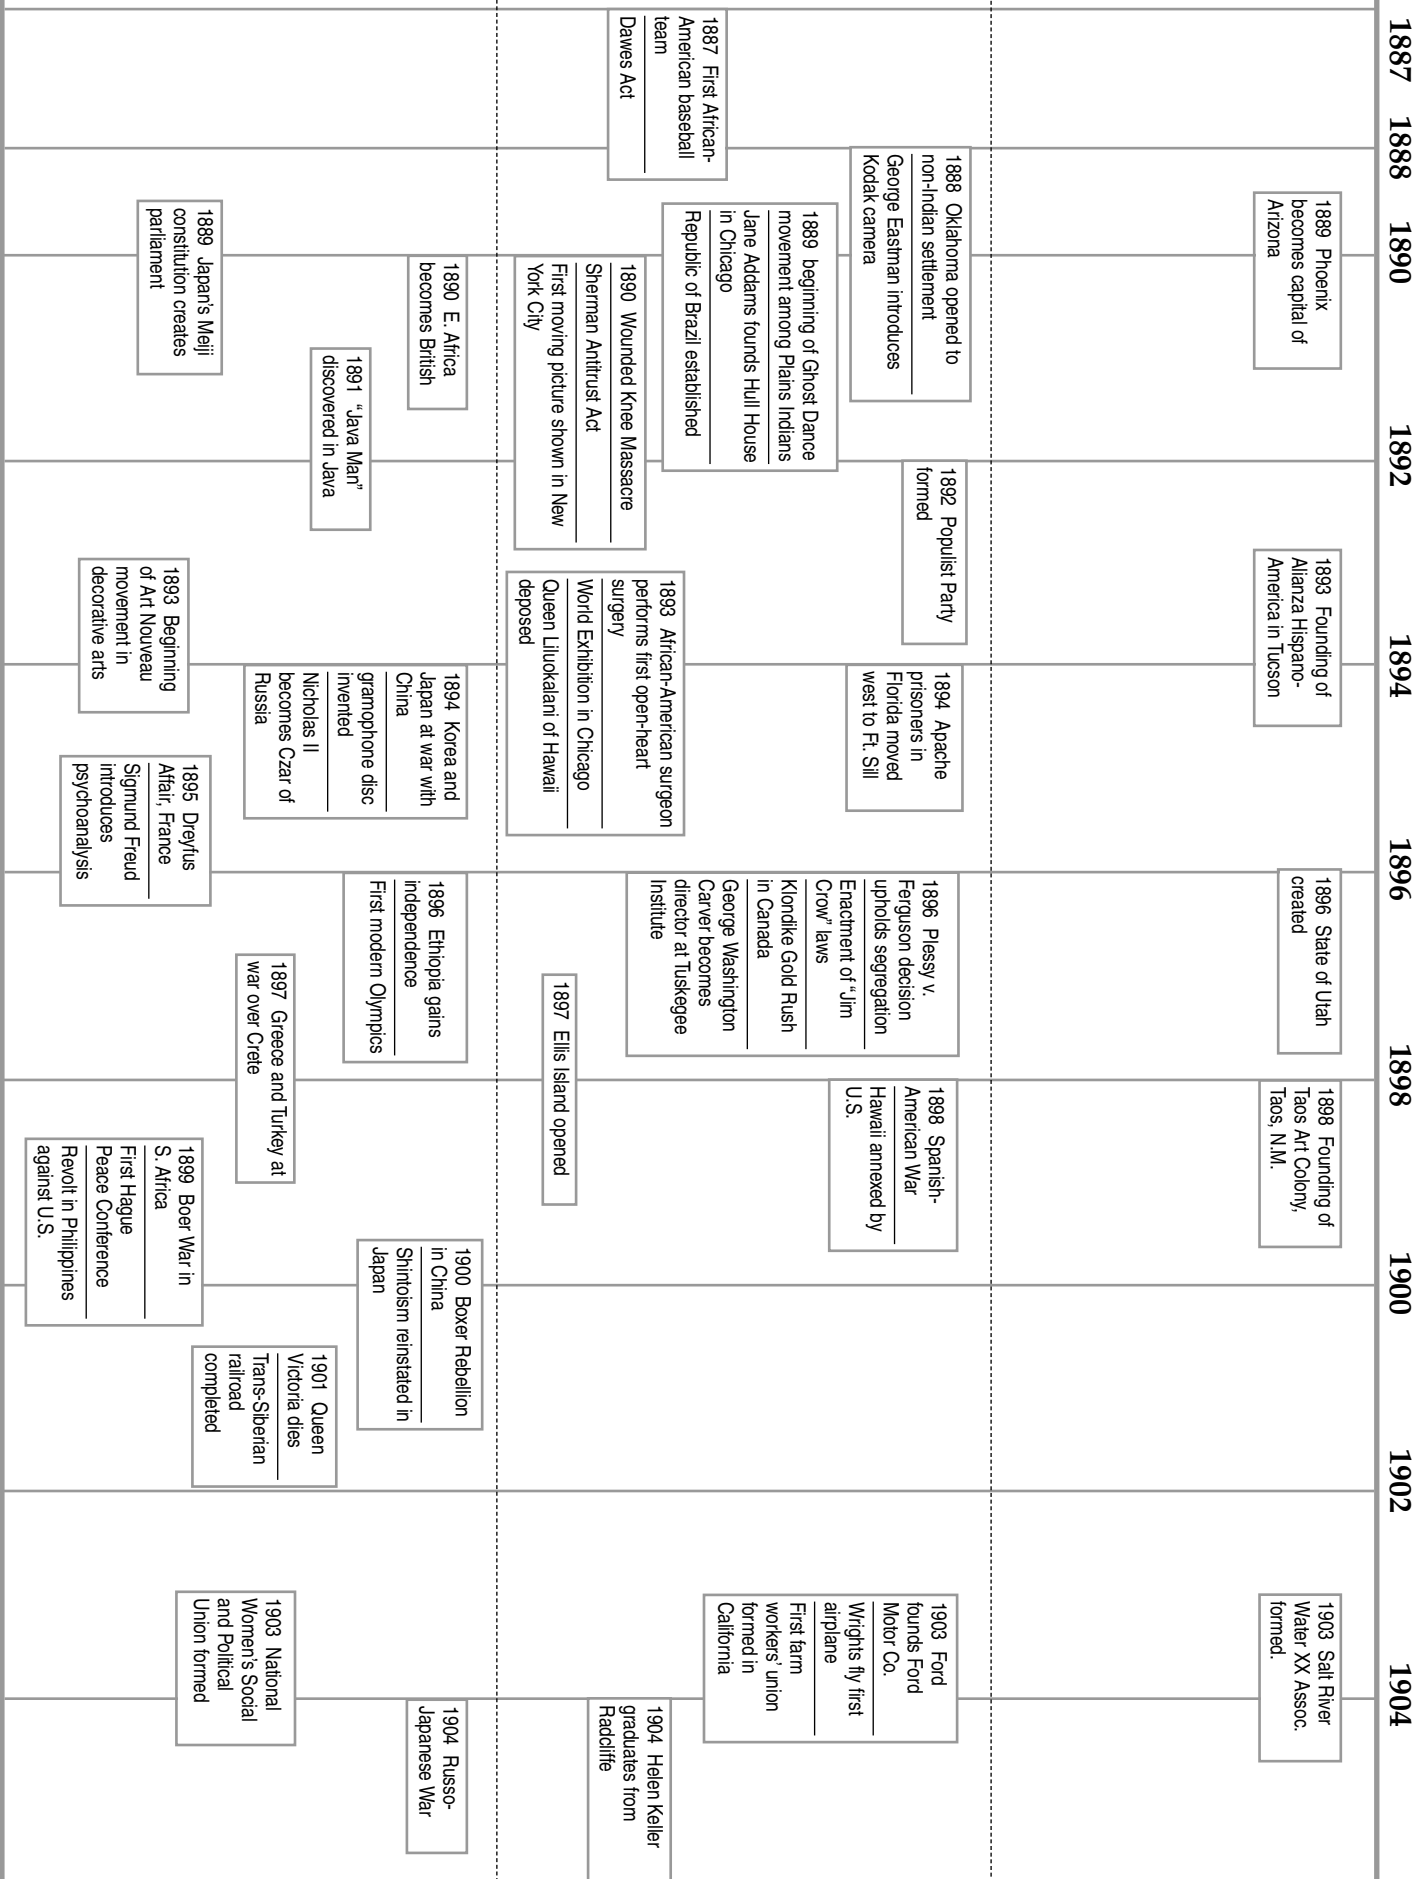 1887
1888
1890
1892
1894
1896
1898
1900
1902
1904
1889 Phoenix
becomes capital of
Arizona
1893 Founding of
Alianza Hispano-
America in Tucson
1896 State of Utah
created
1898 Founding of
Taos Art Colony,
Taos, N.M.
1903 Salt River
Water XX Assoc.
formed.
1887 First African-
American baseball
team
Dawes Act
1888 Oklahoma opened to
non-Indian settlement
George Eastman introduces
Kodak camera
1889 beginning of Ghost Dance
movement among Plains Indians
Jane Addams founds Hull House
in Chicago
Republic of Brazil established
1890 Wounded Knee Massacre
Sherman Antitrust Act
First moving picture shown in New
York City
1892 Populist Party
formed
1893 African-American surgeon
performs first open-heart
surgery
World Exhibition in Chicago
Queen Liluokalani of Hawaii
deposed
1894 Apache
prisoners in
Florida moved
west to Ft. Sill
1896 Plessy v.
Ferguson decision
upholds segregation
Enactment of “Jim
Crow” laws
Klondike Gold Rush
in Canada
George Washington
Carver becomes
director at Tuskegee
Institute
1897 Ellis Island opened
1898 Spanish-
American War
Hawaii annexed by
U.S.
1903 Ford
founds Ford
Motor Co.
Wrights fly first
airplane
First farm
workers’ union
formed in
California
1904 Helen Keller
graduates from
Radcliffe
1889 Japan’s Meiji
constitution creates
parliament
1890 E. Africa
becomes British
1891 “Java Man”
discovered in Java
1893 Beginning
of Art Nouveau
movement in
decorative arts
1894 Korea and
Japan at war with
China
gramophone disc
invented
Nicholas II
becomes Czar of
Russia
1895 Dreyfus
Affair, France
Sigmund Freud
introduces
psychoanalysis
1896 Ethiopia gains
independence
First modern Olympics
1897 Greece and Turkey at
war over Crete
1899 Boer War in
S. Africa
First Hague
Peace Conference
Revolt in Philippines
against U.S.
1900 Boxer Rebellion
in China
Shintoism reinstated in
Japan
1901 Queen
Victoria dies
Trans-Siberian
railroad
completed
1903 National
Women’s Social
and Political
Union formed
1904 Russo-
Japanese War